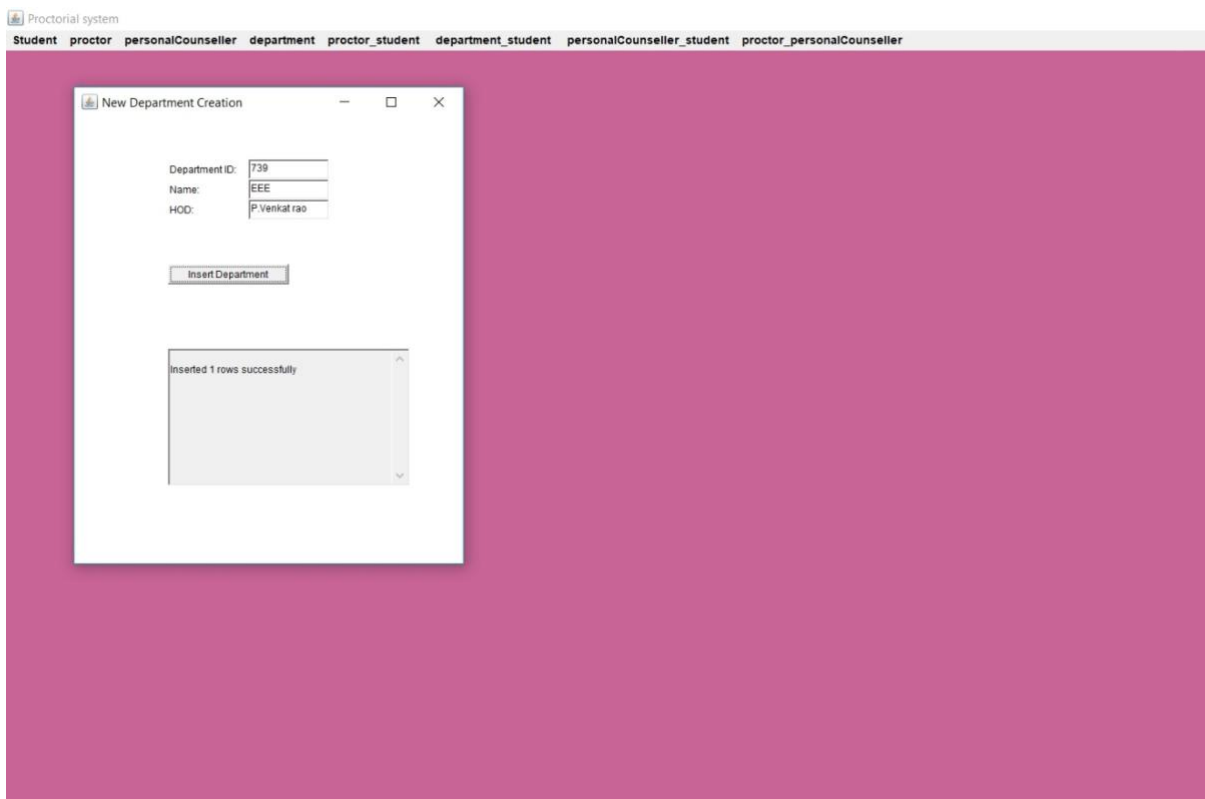 Proctorial system
Student proctor personalCounseller department proctor_student department_student personalCounseller_student proctor_personalCounseller
New Department Creation
Department ID: 739
Name: EEE
HOD: P.Venkat rao
Insert Department
Inserted 1 rows successfully